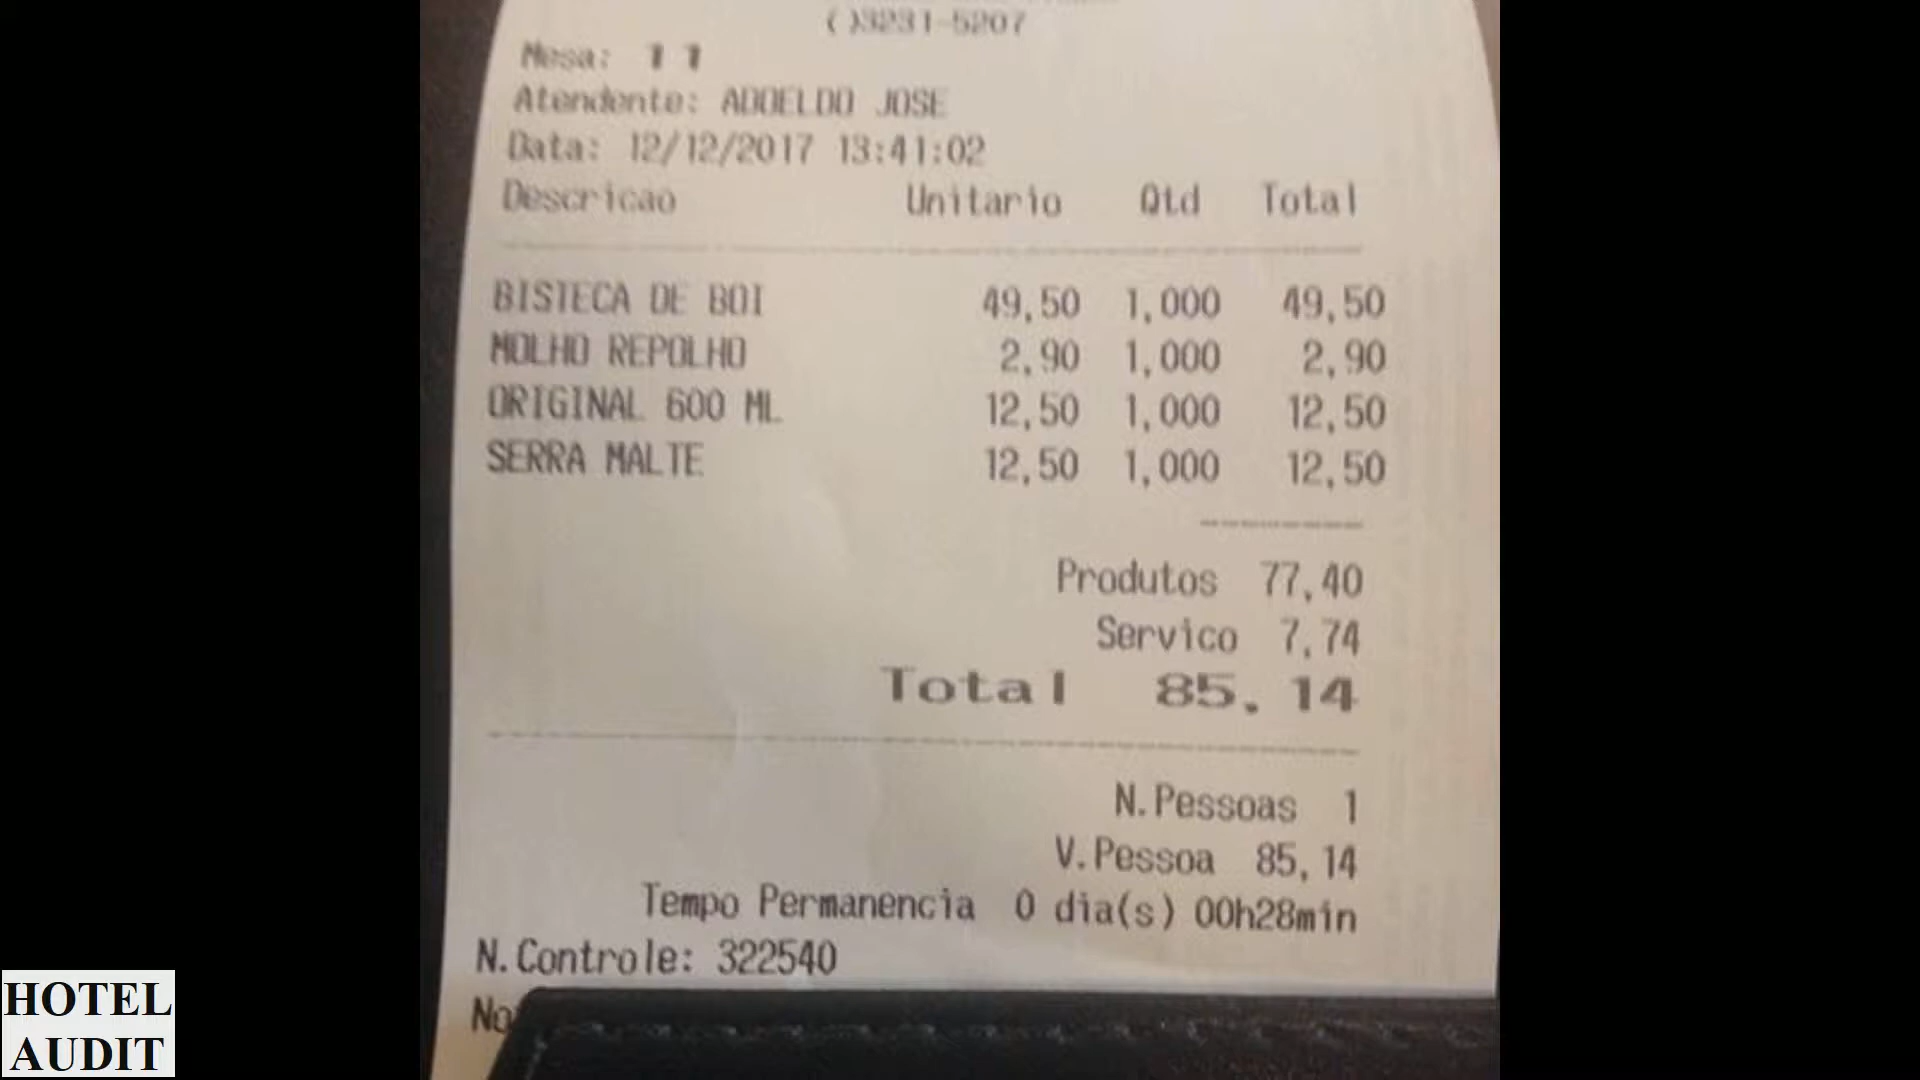 ( )3231-5207
Mesa: 11
Atendente: ADOELDO JOSE
Data: 12/12/2017 13:41:02
Descricao Unitario Qtd Total
BISTECA DE BOI 49,50 1,000 49,50
MOLHO REPOLHO 2,90 1,000 2,90
ORIGINAL 600 ML 12,50 1,000 12,50
SERRA MALTE 12,50 1,000 12,50
Produtos 77,40
Servico 7,74
Total 85,14
N.Pessoas 1
V.Pessoa 85,14
Tempo Permanencia 0 dia(s) 00h28min
N.Controle: 322540
HOTEL
AUDIT